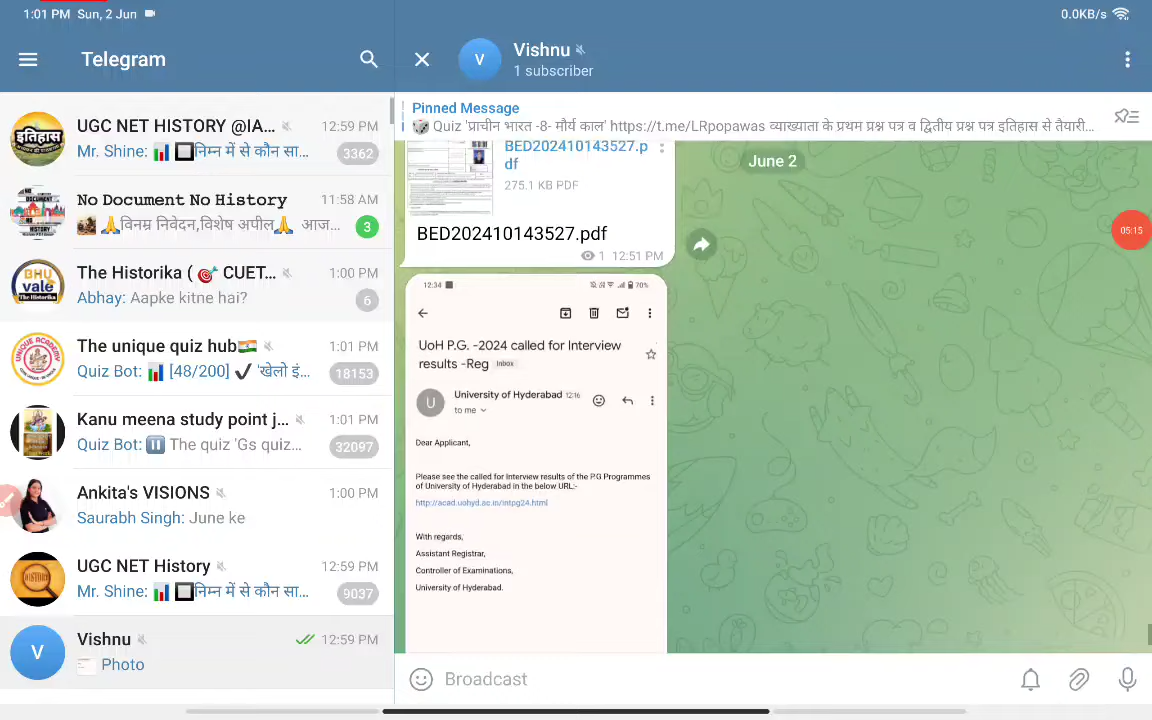 1:01 PM Sun, 2 Jun
0.0KB/s
Telegram
V
Vishnu
1 subscriber
UGC NET HISTORY @IA... 12:59 PM
Mr. Shine: 📊 🔲निम्न में से कौन सा... 3362
No Document No History 11:58 AM
🙏विनम्र निवेदन,विशेष अपील🙏 आज... 3
The Historika ( 🎯 CUET... 1:00 PM
Abhay: Aapke kitne hai? 6
The unique quiz hub🇮🇳 1:01 PM
Quiz Bot: 📊 [48/200] ✔️ 'खेलो इं... 18153
Kanu meena study point j... 1:01 PM
Quiz Bot: ⏸️ The quiz 'Gs quiz... 32097
Ankita's VISIONS 1:00 PM
Saurabh Singh: June ke
UGC NET History 12:59 PM
Mr. Shine: 📊 🔲निम्न में से कौन सा... 9037
V
Vishnu 12:59 PM
Photo
इतिहास
BHU
vale
The Historika
HISTORY
Pinned Message
🎲 Quiz 'प्राचीन भारत -8- मौर्य काल' https://t.me/LRpopawas व्याख्याता के प्रथम प्रश्न पत्र व द्वितीय प्रश्न पत्र इतिहास से तैयारी...
June 2
BED202410143527.p
df
275.1 KB PDF
BED202410143527.pdf
1 12:51 PM
05:15
12:34
70%
UoH P.G. -2024 called for Interview
results -Reg Inbox
U
University of Hyderabad 12:16
to me
Dear Applicant,
Please see the called for Interview results of the P.G Programmes
of University of Hyderabad in the below URL;-
http://acad.uohyd.ac.in/intpg24.html
With regards,
Assistant Registrar,
Controller of Examinations,
University of Hyderabad.
Broadcast